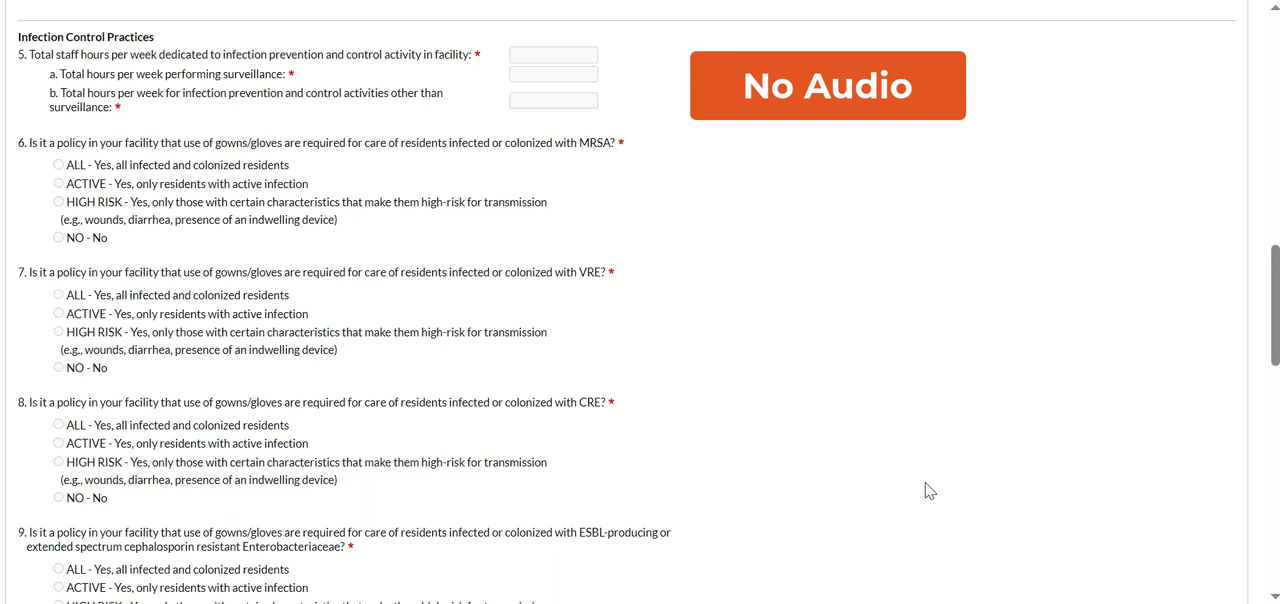 Infection Control Practices
5. Total staff hours per week dedicated to infection prevention and control activity in facility: *
a. Total hours per week performing surveillance: *
b. Total hours per week for infection prevention and control activities other than
surveillance: *
No Audio
6. Is it a policy in your facility that use of gowns/gloves are required for care of residents infected or colonized with MRSA? *
ALL - Yes, all infected and colonized residents
ACTIVE - Yes, only residents with active infection
HIGH RISK - Yes, only those with certain characteristics that make them high-risk for transmission
(e.g., wounds, diarrhea, presence of an indwelling device)
NO - No
7. Is it a policy in your facility that use of gowns/gloves are required for care of residents infected or colonized with VRE? *
ALL - Yes, all infected and colonized residents
ACTIVE - Yes, only residents with active infection
HIGH RISK - Yes, only those with certain characteristics that make them high-risk for transmission
(e.g., wounds, diarrhea, presence of an indwelling device)
NO - No
8. Is it a policy in your facility that use of gowns/gloves are required for care of residents infected or colonized with CRE? *
ALL - Yes, all infected and colonized residents
ACTIVE - Yes, only residents with active infection
HIGH RISK - Yes, only those with certain characteristics that make them high-risk for transmission
(e.g., wounds, diarrhea, presence of an indwelling device)
NO - No
9. Is it a policy in your facility that use of gowns/gloves are required for care of residents infected or colonized with ESBL-producing or
extended spectrum cephalosporin resistant Enterobacteriaceae? *
ALL - Yes, all infected and colonized residents
ACTIVE - Yes, only residents with active infection